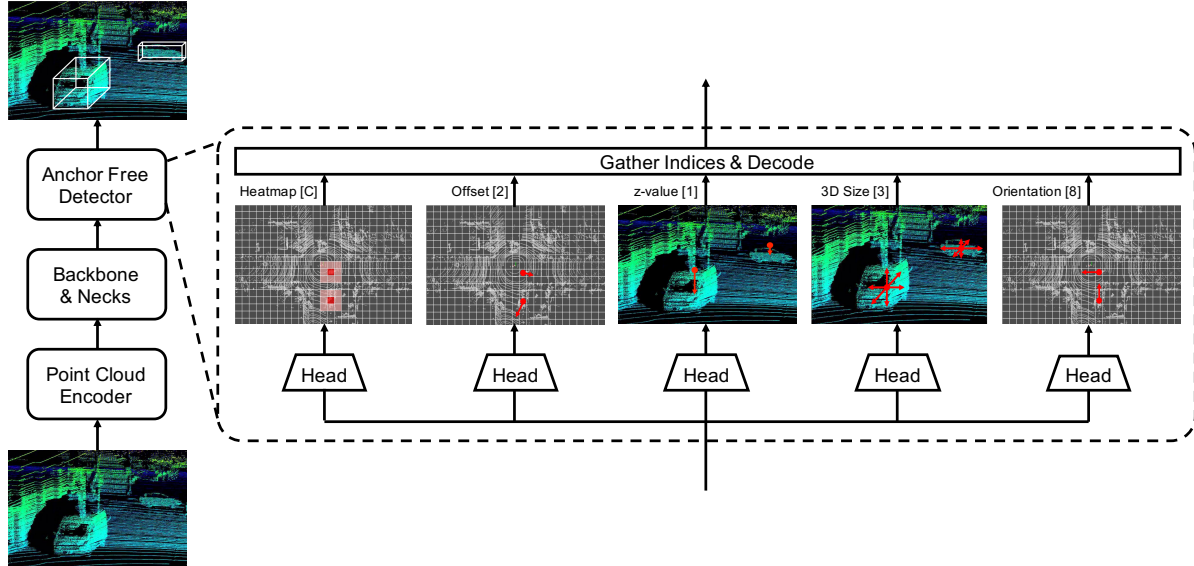 Anchor Free
Detector
Backbone
& Necks
Point Cloud
Encoder
Gather Indices & Decode
Heatmap [C]
Offset [2]
z-value [1]
3D Size [3]
Orientation [8]
Head
Head
Head
Head
Head